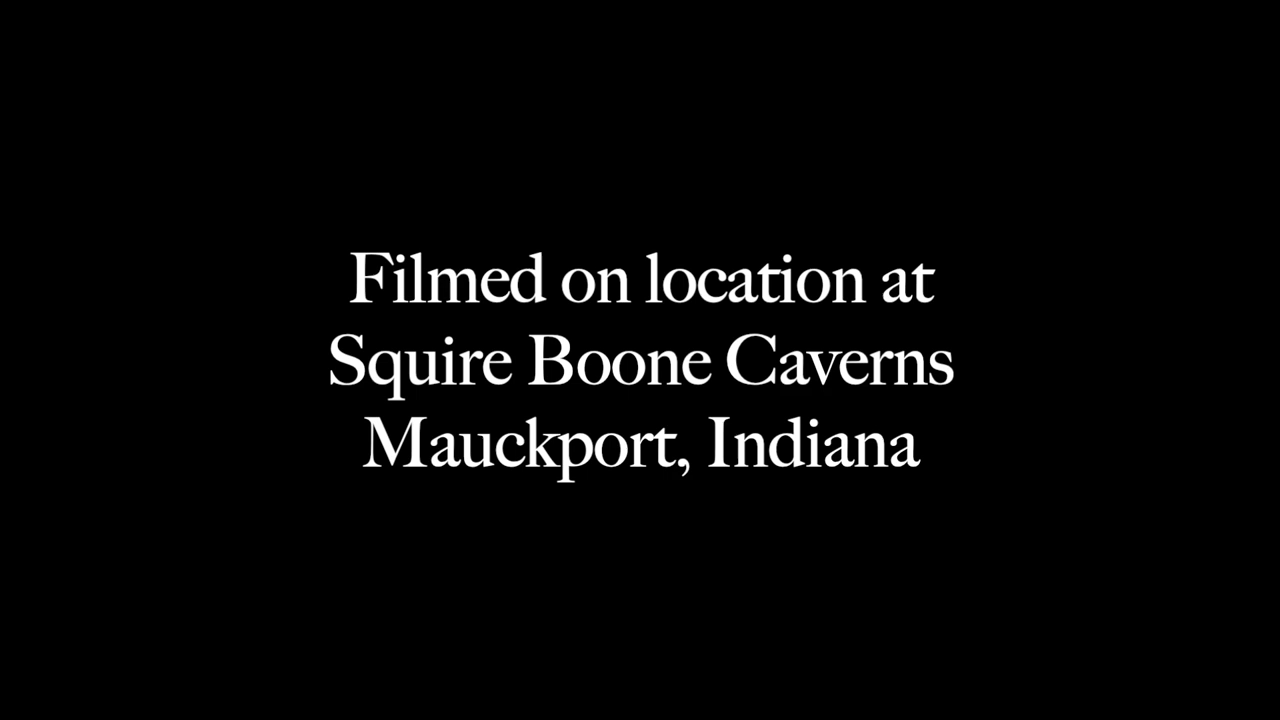 Filmed on location at
Squire Boone Caverns
Mauckport, Indiana